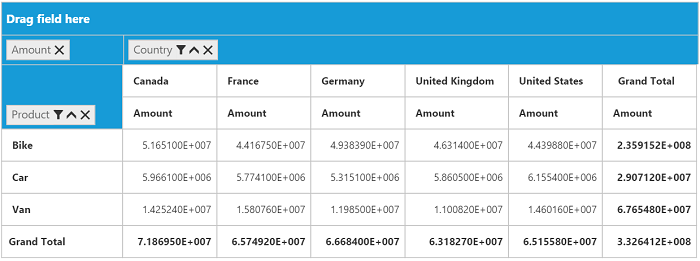 Drag field here
Amount Country
Canada France Germany United Kingdom United States Grand Total
Product Amount Amount Amount Amount Amount Amount
Bike 5.165100E+007 4.416750E+007 4.938390E+007 4.631400E+007 4.439880E+007 2.359152E+008
Car 5.966100E+006 5.774100E+006 5.315100E+006 5.860500E+006 6.155400E+006 2.907120E+007
Van 1.425240E+007 1.580760E+007 1.198500E+007 1.100820E+007 1.460160E+007 6.765480E+007
Grand Total 7.186950E+007 6.574920E+007 6.668400E+007 6.318270E+007 6.515580E+007 3.326412E+008